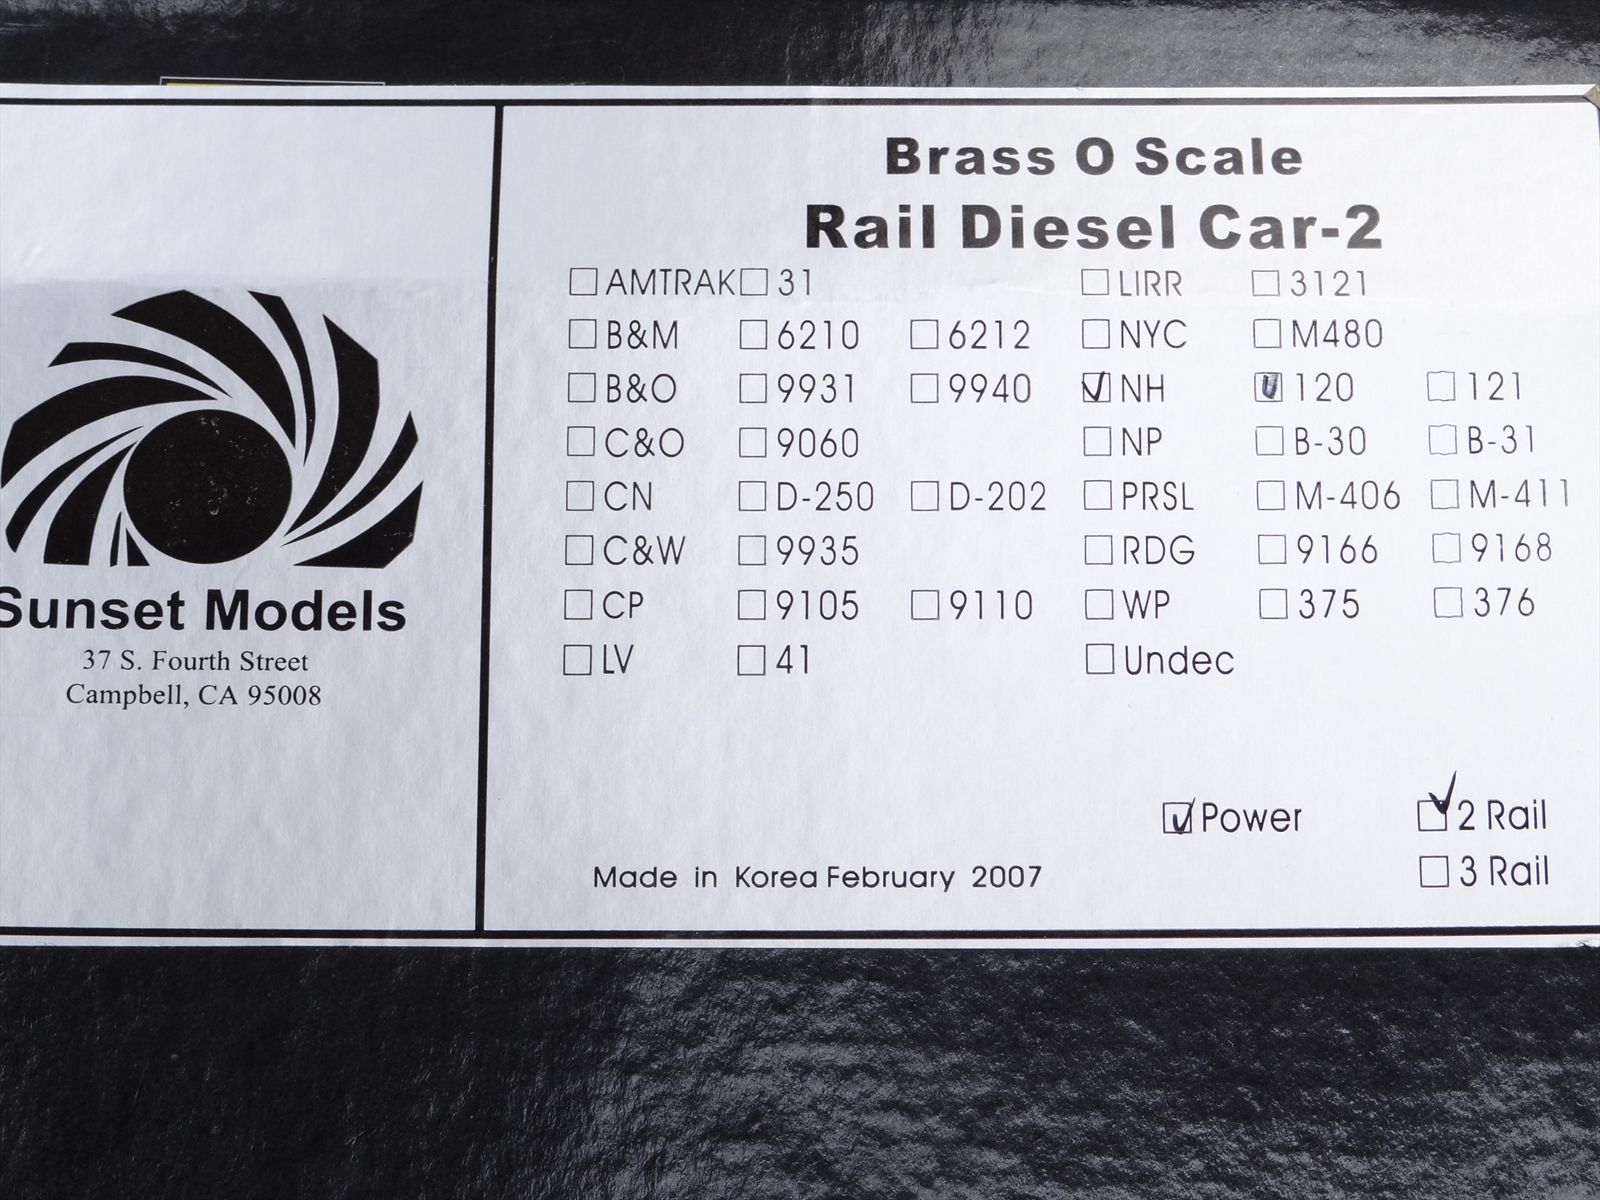 Brass O Scale
Rail Diesel Car-2
AMTRAK 31 LIRR 3121
B&M 6210 6212 NYC M480
B&O 9931 9940 NH 120 121
C&O 9060 NP B-30 B-31
CN D-250 D-202 PRSL M-406 M-411
C&W 9935 RDG 9166 9168
CP 9105 9110 WP 375 376
LV 41 Undec
Power 2 Rail
3 Rail
Made in Korea February 2007
Sunset Models
37 S. Fourth Street
Campbell, CA 95008